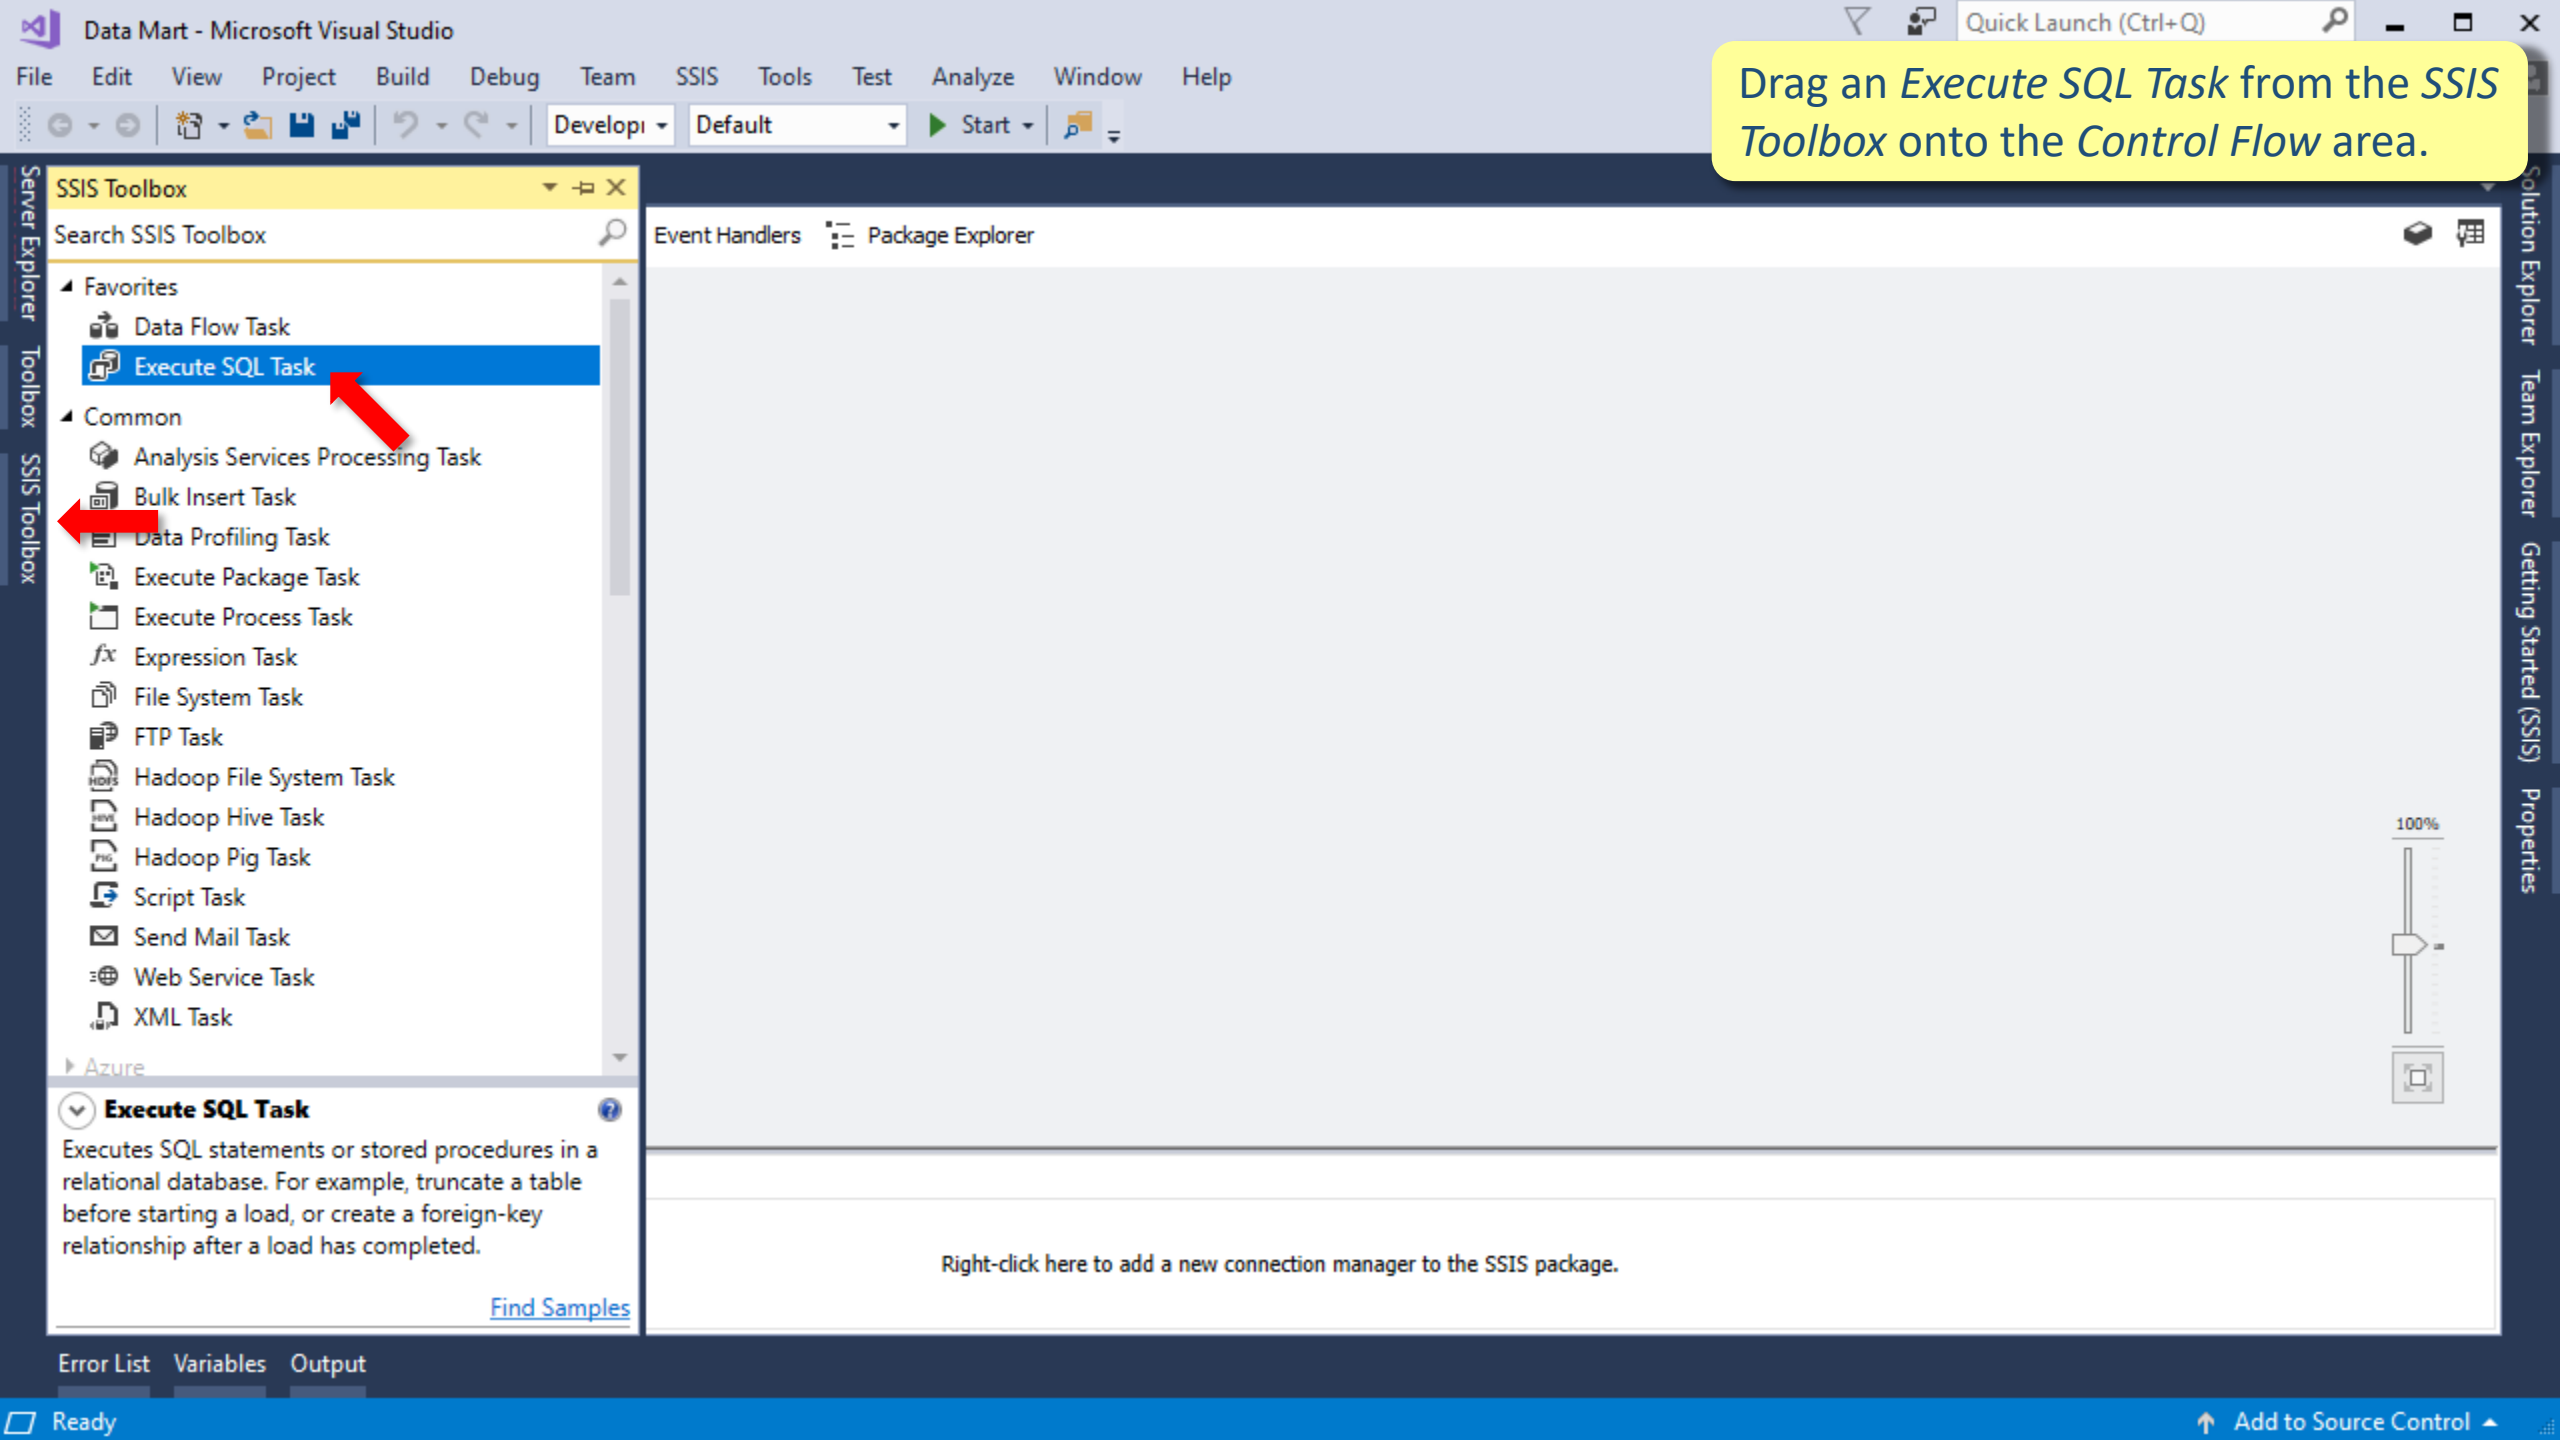 Data Mart - Microsoft Visual Studio
Quick Launch (Ctrl+Q)
File Edit View Project Build Debug Team SSIS Tools Test Analyze Window Help
Drag an Execute SQL Task from the SSIS
Toolbox onto the Control Flow area.
Develop Default Start
Server Explorer
Toolbox
SSIS Toolbox
SSIS Toolbox
Search SSIS Toolbox
Favorites
Data Flow Task
Execute SQL Task
Common
Analysis Services Processing Task
Bulk Insert Task
Data Profiling Task
Execute Package Task
Execute Process Task
fx Expression Task
File System Task
FTP Task
HDFS Hadoop File System Task
HIVE Hadoop Hive Task
PIG Hadoop Pig Task
Script Task
Send Mail Task
Web Service Task
XML Task
Azure
Execute SQL Task
Executes SQL statements or stored procedures in a
relational database. For example, truncate a table
before starting a load, or create a foreign-key
relationship after a load has completed.
Find Samples
Event Handlers Package Explorer
100%
Right-click here to add a new connection manager to the SSIS package.
Solution Explorer
Team Explorer
Getting Started (SSIS)
Properties
Error List Variables Output
Ready
Add to Source Control